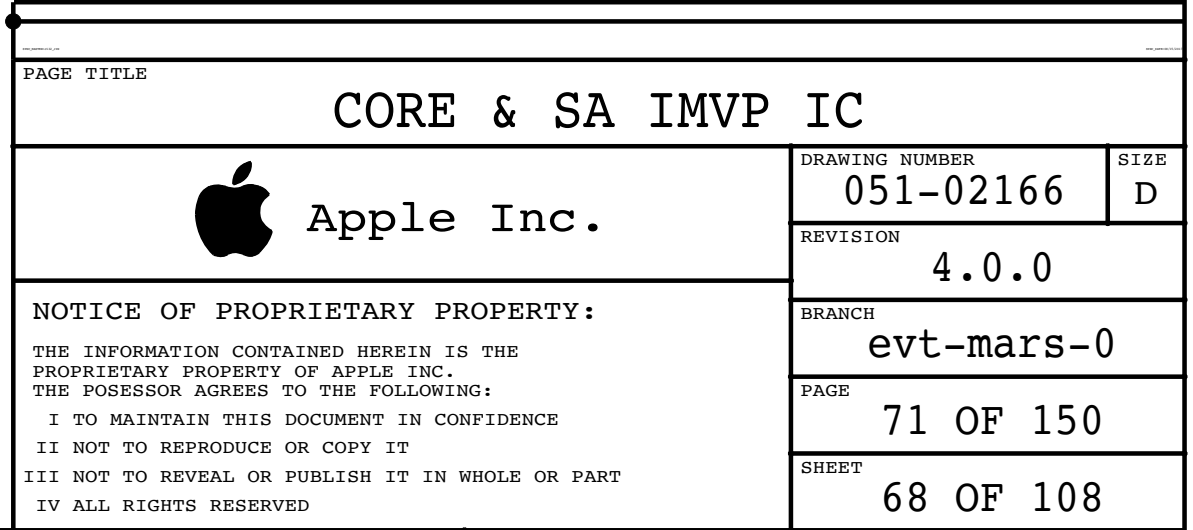 PAGE TITLE
CORE & SA IMVP IC
Apple Inc.
DRAWING NUMBER
051-02166
SIZE
D
REVISION
4.0.0
BRANCH
evt-mars-0
PAGE
71 OF 150
SHEET
68 OF 108
NOTICE OF PROPRIETARY PROPERTY:
THE INFORMATION CONTAINED HEREIN IS THE
PROPRIETARY PROPERTY OF APPLE INC.
THE POSESSOR AGREES TO THE FOLLOWING:
I TO MAINTAIN THIS DOCUMENT IN CONFIDENCE
II NOT TO REPRODUCE OR COPY IT
III NOT TO REVEAL OR PUBLISH IT IN WHOLE OR PART
IV ALL RIGHTS RESERVED